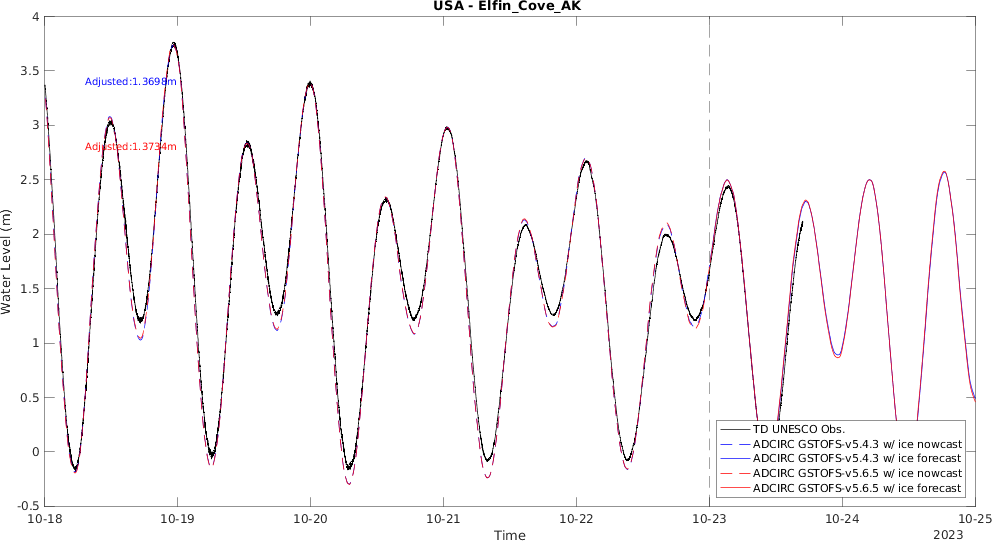 USA - Elfin_Cove_AK
4
3.5
3
2.5
2
1.5
1
0.5
0
-0.5
Water Level (m)
Adjusted:1.3698m
Adjusted:1.3734m
TD UNESCO Obs.
ADCIRC GSTOFS-v5.4.3 w/ ice nowcast
ADCIRC GSTOFS-v5.4.3 w/ ice forecast
ADCIRC GSTOFS-v5.6.5 w/ ice nowcast
ADCIRC GSTOFS-v5.6.5 w/ ice forecast
10-18 10-19 10-20 10-21 10-22 10-23 10-24 10-25
Time
2023